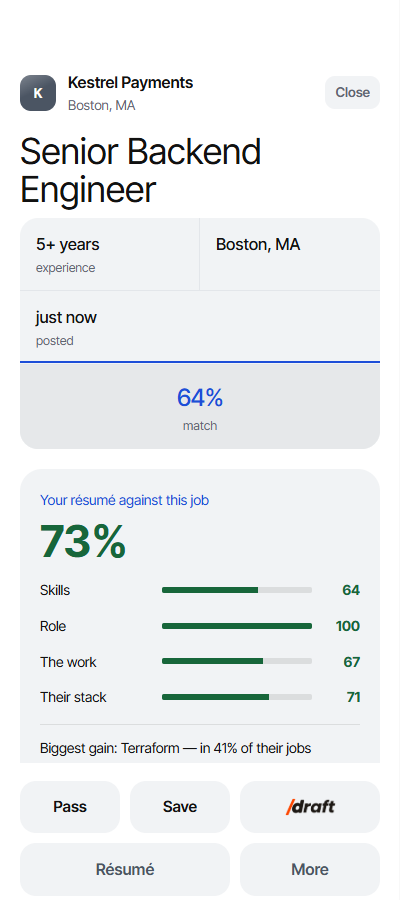 K
Kestrel Payments
Boston, MA
Close
Senior Backend
Engineer
5+ years
experience
Boston, MA
just now
posted
64%
match
Your résumé against this job
73%
Skills 64
Role 100
The work 67
Their stack 71
Biggest gain: Terraform — in 41% of their jobs
Pass
Save
/draft
Résumé
More